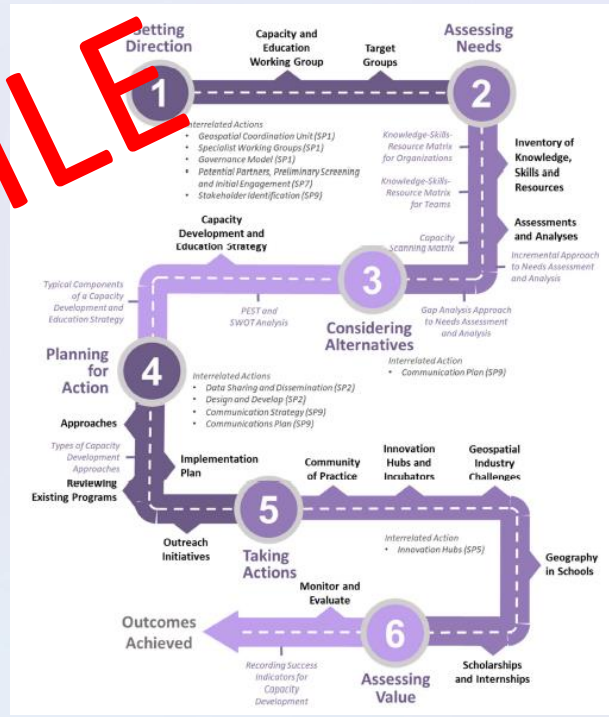 Setting
Direction
Capacity and
Education
Working Group
Target
Groups
Assessing
Needs
1
2
Interrelated Actions
• Geospatial Coordination Unit (SP1)
• Specialist Working Groups (SP1)
• Governance Model (SP1)
• Potential Partners, Preliminary Screening
and Initial Engagement (SP7)
• Stakeholder Identification (SP9)
Knowledge-Skills-
Resource Matrix
for Organizations
Knowledge-Skills-
Resource Matrix
for Teams
Capacity
Scanning Matrix
Inventory of
Knowledge,
Skills and
Resources
Assessments
and Analyses
Incremental Approach
to Needs Assessment
and Analysis
Capacity
Development and
Education Strategy
3
Considering
Alternatives
Typical Components
of a Capacity
Development and
Education Strategy
PEST and
SWOT Analysis
Gap Analysis Approach
to Needs Assessment
and Analysis
Interrelated Action
• Communication Plan (SP9)
Planning
for
Action
4
Interrelated Actions
• Data Sharing and Dissemination (SP2)
• Design and Develop (SP2)
• Communication Strategy (SP9)
• Communications Plan (SP9)
Approaches
Types of Capacity
Development
Approaches
Reviewing
Existing Programs
Implementation
Plan
Outreach
Initiatives
5
Taking
Actions
Community
of Practice
Innovation
Hubs and
Incubators
Geospatial
Industry
Challenges
Interrelated Action
• Innovation Hubs (SP5)
Geography
in Schools
Monitor and
Evaluate
Outcomes
Achieved
6
Assessing
Value
Recording Success
Indicators for
Capacity
Development
Scholarships
and Internships